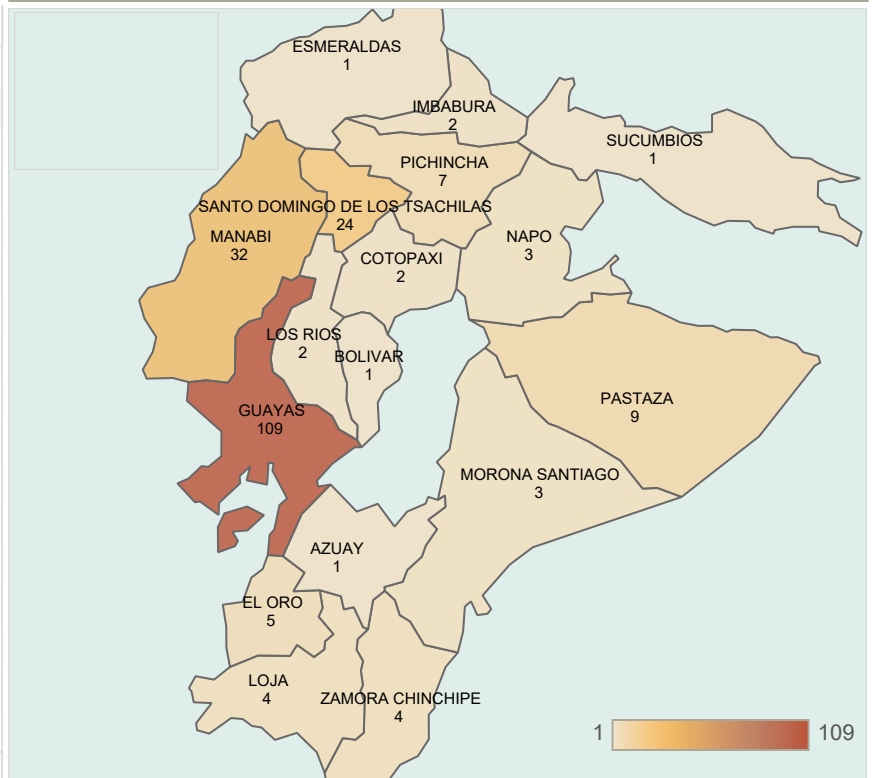 ESMERALDAS
1
IMBABURA
2
SUCUMBIOS
1
PICHINCHA
7
SANTO DOMINGO DE LOS TSACHILAS
24
MANABI
32
NAPO
3
COTOPAXI
2
LOS RIOS
2
BOLIVAR
1
PASTAZA
9
GUAYAS
109
MORONA SANTIAGO
3
AZUAY
1
EL ORO
5
LOJA
4
ZAMORA CHINCHIPE
4
1 109